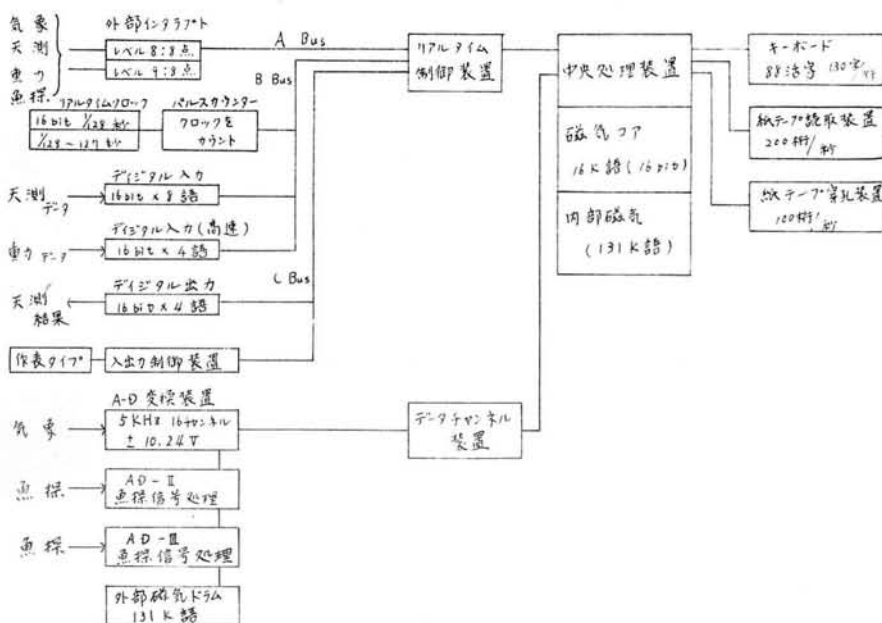 気象
天測
重力
魚探
外部インタラプト
レベル8:8点
レベル9:8点
A Bus
B Bus
リアルタイムクロック
16bit 1/128秒
1/128~127秒
パルスカウンター
クロックを
カウント
天測
データ
ディジタル入力
16bit × 8語
重力データ
ディジタル入力(高速)
16bit × 4語
C Bus
天測
結果
ディジタル出力
16bit × 4語
作表タイプ
入出力制御装置
気象
A-D変換装置
5KHz 16チャンネル
± 10.24V
魚探
AD-Ⅱ
魚探信号処理
魚探
AD-Ⅲ
魚探信号処理
外部磁気ドラム
131K語
リアルタイム
制御装置
データチャンネル
装置
中央処理装置
磁気コア
16K語(16bit)
内部磁気
(131K語)
キーボード
88活字
紙テープ読取装置
200桁/秒
紙テープ穿孔装置
100桁/秒